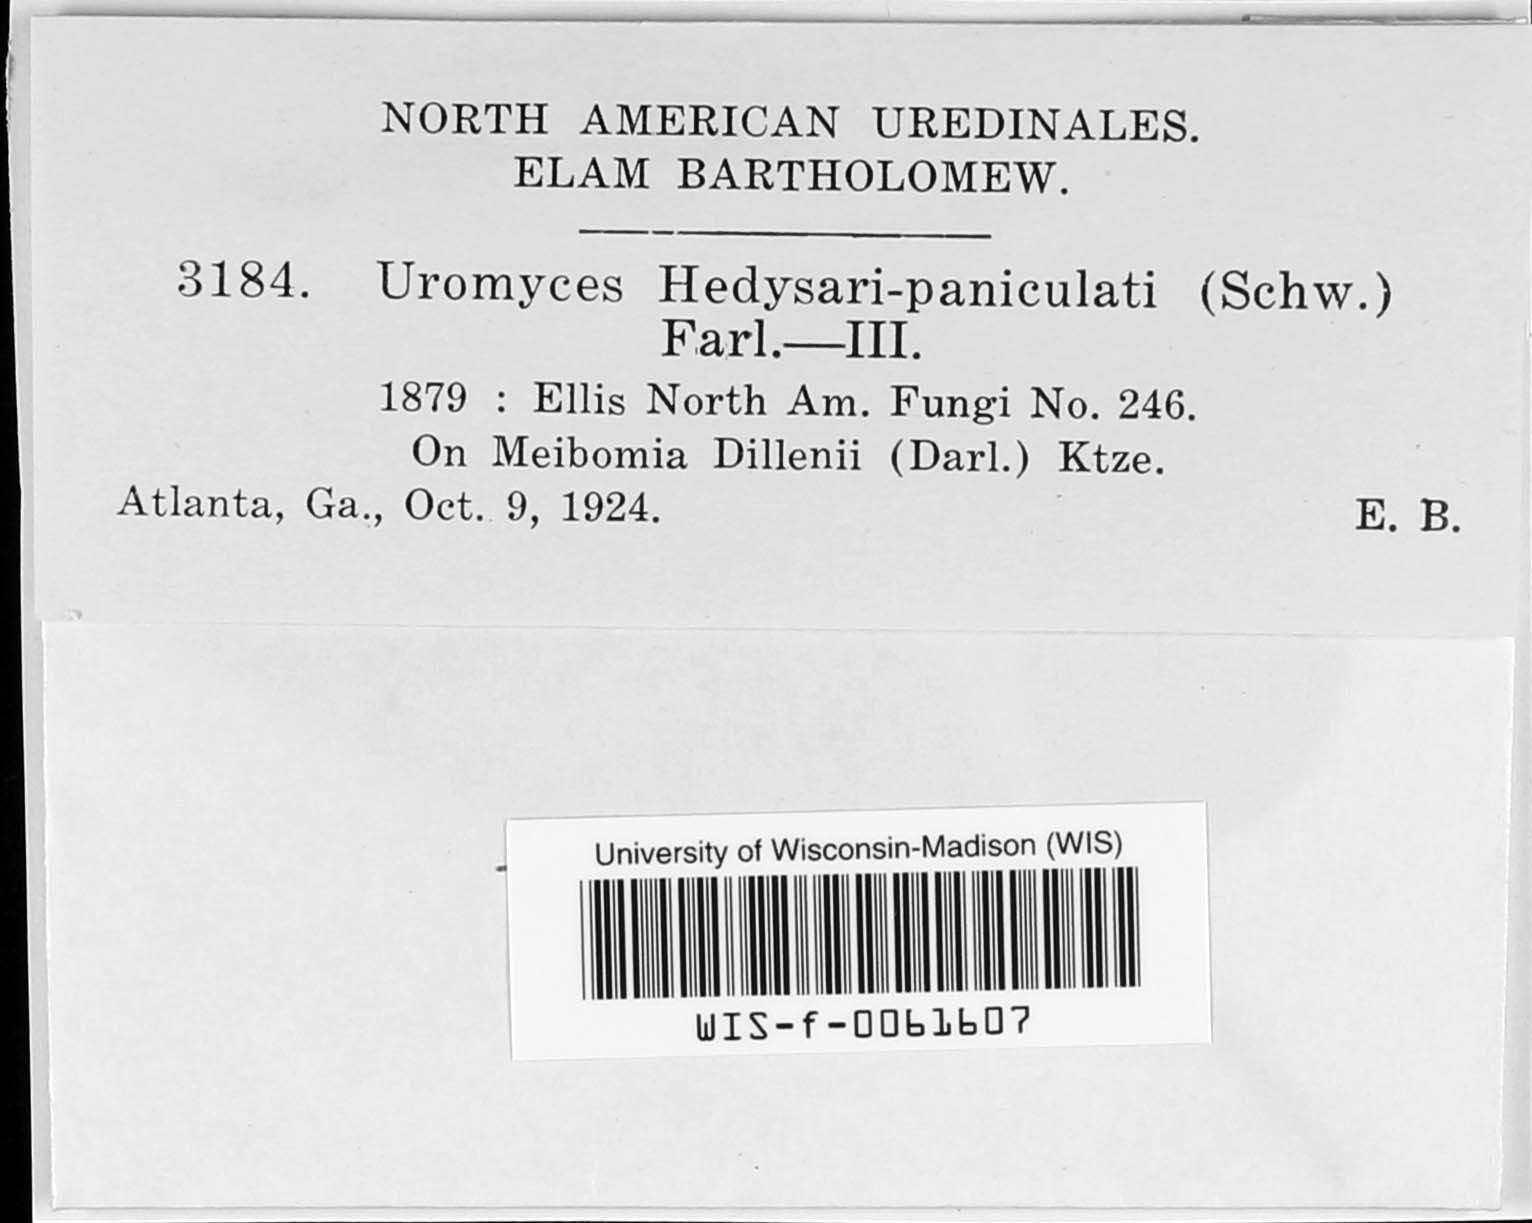 NORTH AMERICAN UREDINALES.
ELAM BARTHOLOMEW.
3184. Uromyces Hedysari-paniculati (Schw.)
Farl.—III.
1879 : Ellis North Am. Fungi No. 246.
On Meibomia Dillenii (Darl.) Ktze.
Atlanta, Ga., Oct. 9, 1924. E. B.
University of Wisconsin-Madison (WIS)
WIS-f-0061607